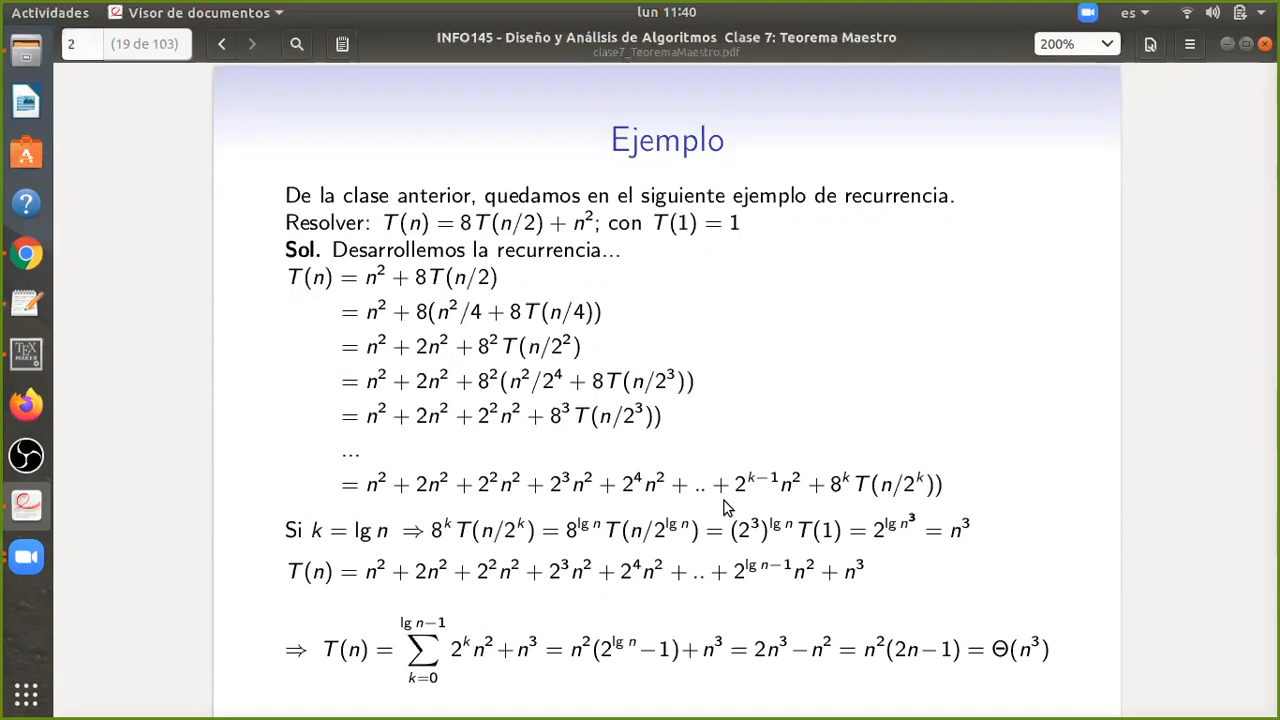 Actividades Visor de documentos lun 11:40 es
2 (19 de 103) INFO145 - Diseño y Análisis de Algoritmos Clase 7: Teorema Maestro 200%
clase7_TeoremaMaestro.pdf
Ejemplo
De la clase anterior, quedamos en el siguiente ejemplo de recurrencia.
Resolver: T(n) = 8T(n/2) + n²; con T(1) = 1
Sol. Desarrollemos la recurrencia...
T(n) = n² + 8T(n/2)
= n² + 8(n²/4 + 8T(n/4))
= n² + 2n² + 8²T(n/2²)
= n² + 2n² + 8²(n²/2⁴ + 8T(n/2³))
= n² + 2n² + 2²n² + 8³T(n/2³))
...
= n² + 2n² + 2²n² + 2³n² + 2⁴n² + .. + 2^{k−1}n² + 8^kT(n/2^k))
Si k = lg n ⇒ 8^kT(n/2^k) = 8^{lg n}T(n/2^{lg n}) = (2³)^{lg n}T(1) = 2^{lg n³} = n³
T(n) = n² + 2n² + 2²n² + 2³n² + 2⁴n² + .. + 2^{lg n−1}n² + n³
⇒ T(n) = ∑_{k=0}^{lg n−1} 2^kn² + n³ = n²(2^{lg n} − 1) + n³ = 2n³ − n² = n²(2n − 1) = Θ(n³)